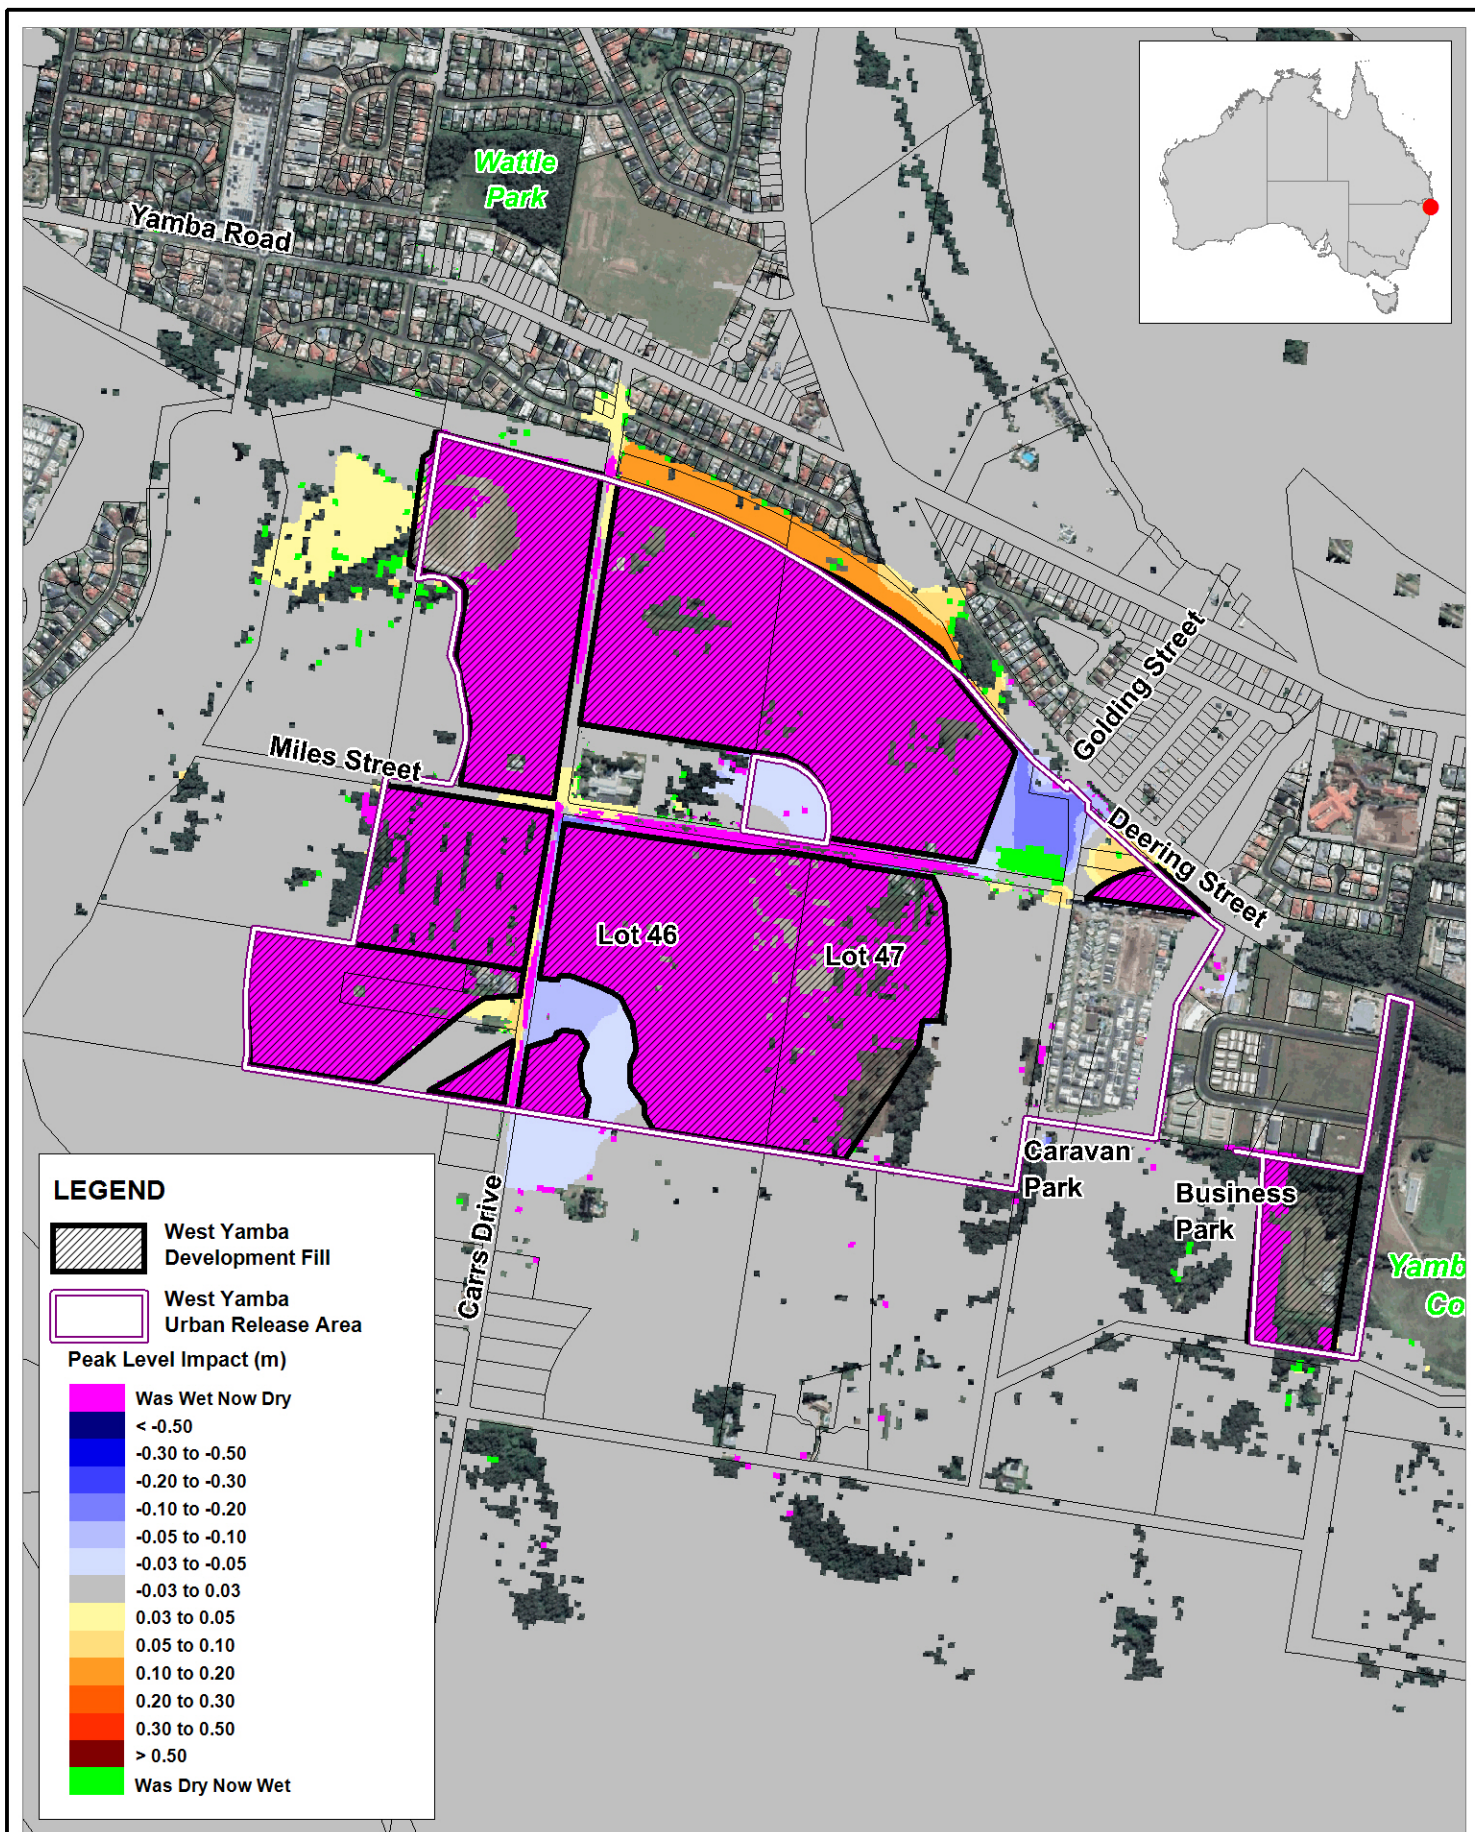 Wattle
Park
Yamba Road
Golding Street
Miles Street
Deering Street
Lot 46
Lot 47
Caravan
Park
Business
Park
Yamb
Co
Carrs Drive
LEGEND
West Yamba
Development Fill
West Yamba
Urban Release Area
Peak Level Impact (m)
Was Wet Now Dry
< -0.50
-0.30 to -0.50
-0.20 to -0.30
-0.10 to -0.20
-0.05 to -0.10
-0.03 to -0.05
-0.03 to 0.03
0.03 to 0.05
0.05 to 0.10
0.10 to 0.20
0.20 to 0.30
0.30 to 0.50
> 0.50
Was Dry Now Wet